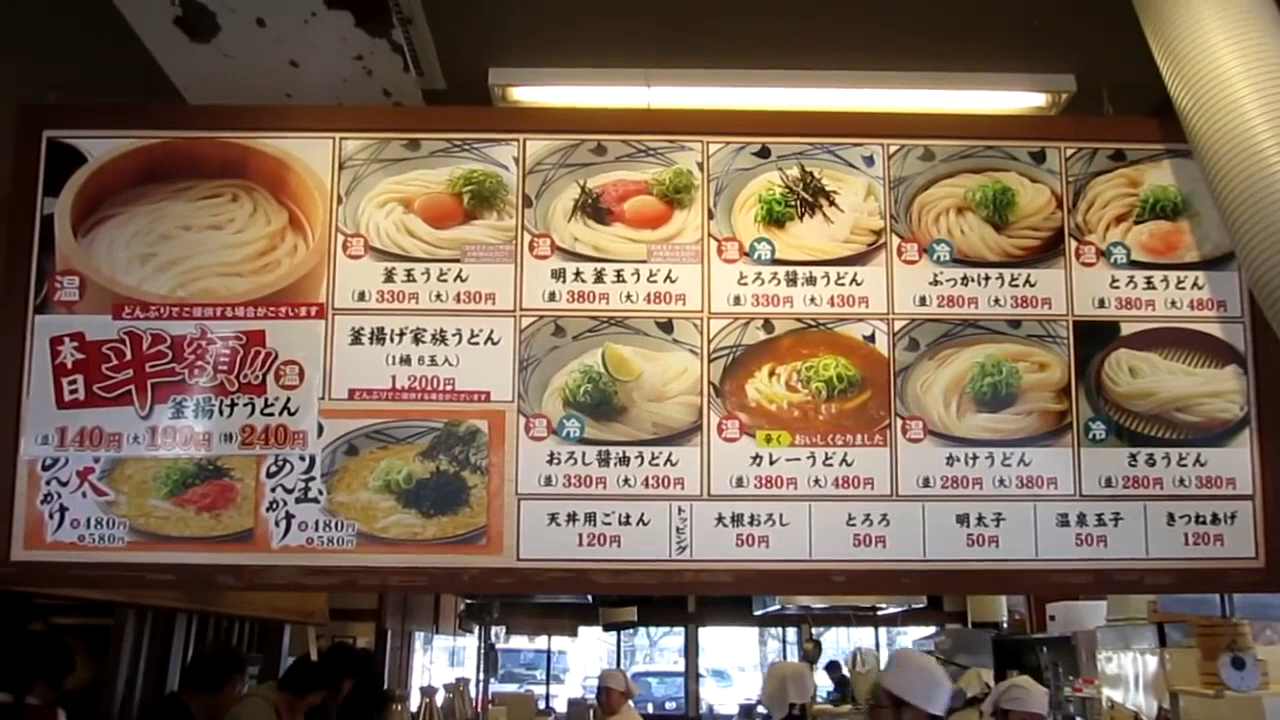 温
どんぶりでご提供する場合がございます
本日
半額!!
温
釜揚げうどん
(並)140円 (大)190円 (特)240円
大
あんかけ
480円
580円
玉
あんかけ
480円
580円
温
釜玉うどん
(並)330円 (大)430円
温
明太釜玉うどん
(並)380円 (大)480円
温 冷
とろろ醤油うどん
(並)330円 (大)430円
温 冷
ぶっかけうどん
(並)280円 (大)380円
温 冷
とろ玉うどん
(並)380円 (大)480円
釜揚げ家族うどん
(1桶 6玉入)
1,200円
どんぶりでご提供する場合がございます
温 冷
おろし醤油うどん
(並)330円 (大)430円
温
辛く おいしくなりました
カレーうどん
(並)380円 (大)480円
温
かけうどん
(並)280円 (大)380円
冷
ざるうどん
(並)280円 (大)380円
天丼用ごはん
120円
トッピング
大根おろし
50円
とろろ
50円
明太子
50円
温泉玉子
50円
きつねあげ
120円